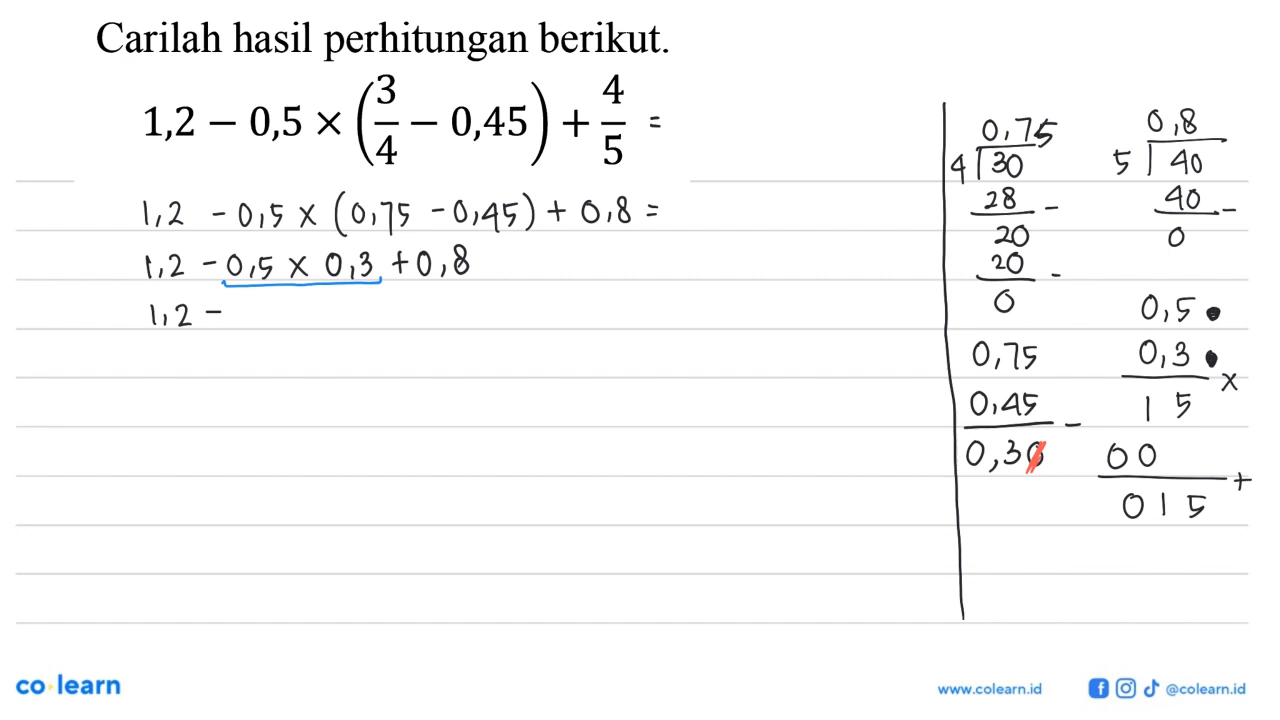 Carilah hasil perhitungan berikut.
1,2 − 0,5 × (3/4 − 0,45) + 4/5 =
1,2 - 0,5 × (0,75 - 0,45) + 0,8 =
1,2 - 0,5 × 0,3 + 0,8
1,2 -
0,75
4 30
28 -
20
20 -
0
0,75
0,45 -
0,30
0,8
5 40
40 -
0
0,5
0,3 ×
15
00 +
015
co learn
www.colearn.id
@colearn.id